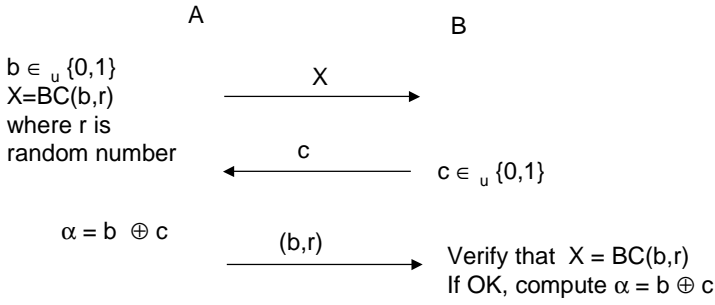 A B
b ∈ u {0,1}
X=BC(b,r)
where r is
random number
X
c
c ∈ u {0,1}
α = b ⊕ c
(b,r)
Verify that X = BC(b,r)
If OK, compute α = b ⊕ c